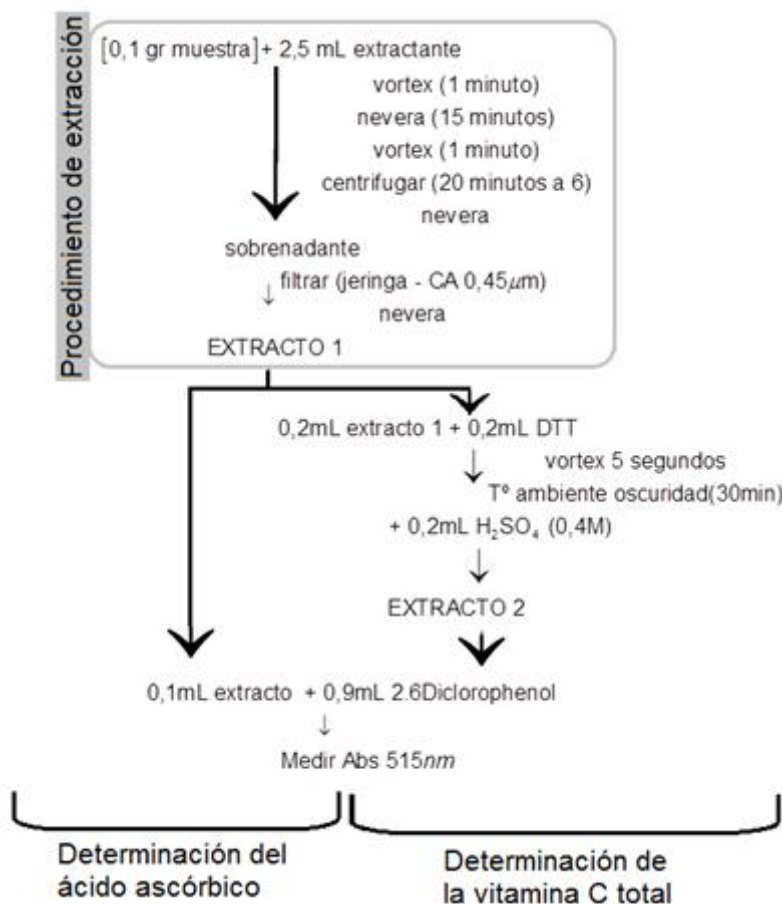 Procedimiento de extracción
[0,1 gr muestra] + 2,5 mL extractante
vortex (1 minuto)
nevera (15 minutos)
vortex (1 minuto)
centrifugar (20 minutos a 6)
nevera
sobrenadante
↓ filtrar (jeringa - CA 0,45μm)
nevera
EXTRACTO 1
0,2mL extracto 1 + 0,2mL DTT
vortex 5 segundos
Tº ambiente oscuridad(30min)
+ 0,2mL H₂SO₄ (0,4M)
↓
EXTRACTO 2
0,1mL extracto + 0,9mL 2.6Diclorophenol
↓
Medir Abs 515nm
Determinación del
ácido ascórbico
Determinación de
la vitamina C total